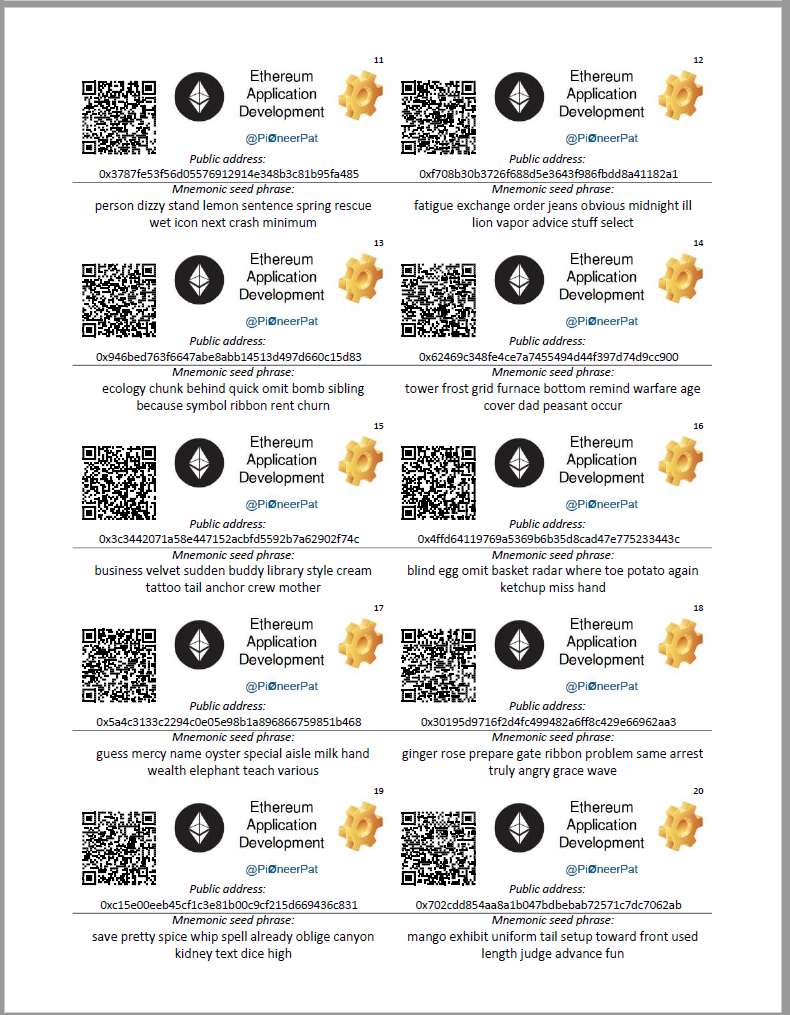 11
Ethereum
Application
Development
@PiØneerPat
Public address:
0x3787fe53f56d05576912914e348b3c81b95fa485
Mnemonic seed phrase:
person dizzy stand lemon sentence spring rescue
wet icon next crash minimum
12
Ethereum
Application
Development
@PiØneerPat
Public address:
0xf708b30b3726f688d5e3643f986fbdd8a41182a1
Mnemonic seed phrase:
fatigue exchange order jeans obvious midnight ill
lion vapor advice stuff select
13
Ethereum
Application
Development
@PiØneerPat
Public address:
0x946bed763f6647abe8abb14513d497d660c15d83
Mnemonic seed phrase:
ecology chunk behind quick omit bomb sibling
because symbol ribbon rent churn
14
Ethereum
Application
Development
@PiØneerPat
Public address:
0x62469c348fe4ce7a7455494d44f397d74d9cc900
Mnemonic seed phrase:
tower frost grid furnace bottom remind warfare age
cover dad peasant occur
15
Ethereum
Application
Development
@PiØneerPat
Public address:
0x3c3442071a58e447152acbfd5592b7a62902f74c
Mnemonic seed phrase:
business velvet sudden buddy library style cream
tattoo tail anchor crew mother
16
Ethereum
Application
Development
@PiØneerPat
Public address:
0x4ffd64119769a5369b6b35d8cad47e775233443c
Mnemonic seed phrase:
blind egg omit basket radar where toe potato again
ketchup miss hand
17
Ethereum
Application
Development
@PiØneerPat
Public address:
0x5a4c3133c2294c0e05e98b1a896866759851b468
Mnemonic seed phrase:
guess mercy name oyster special aisle milk hand
wealth elephant teach various
18
Ethereum
Application
Development
@PiØneerPat
Public address:
0x30195d9716f2d4fc499482a6ff8c429e66962aa3
Mnemonic seed phrase:
ginger rose prepare gate ribbon problem same arrest
truly angry grace wave
19
Ethereum
Application
Development
@PiØneerPat
Public address:
0xc15e00eeb45cf1c3e81b00c9cf215d669436c831
Mnemonic seed phrase:
save pretty spice whip spell already oblige canyon
kidney text dice high
20
Ethereum
Application
Development
@PiØneerPat
Public address:
0x702cdd854aa8a1b047bdbebab72571c7dc7062ab
Mnemonic seed phrase:
mango exhibit uniform tail setup toward front used
length judge advance fun